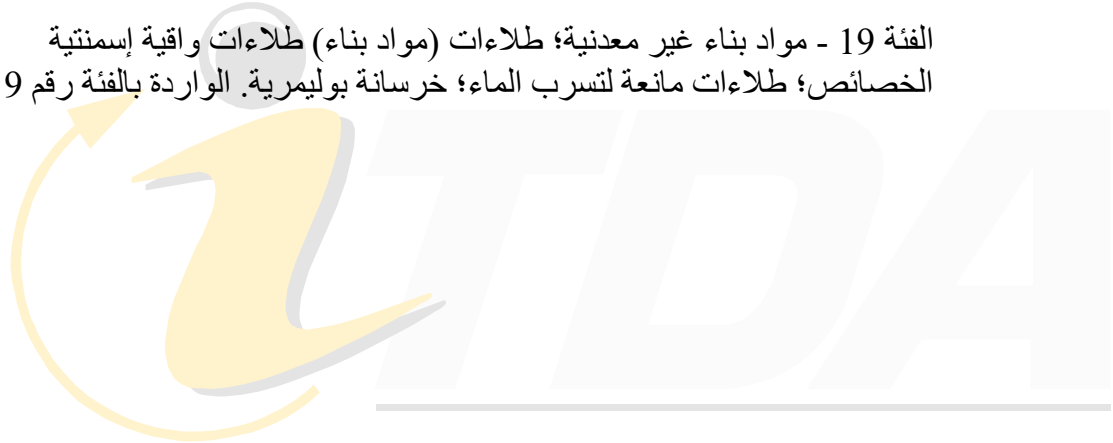 الفئة 19 - مواد بناء غير معدنية؛ طلاءات (مواد بناء) طلاءات واقية إسمنتية
الخصائص؛ طلاءات مانعة لتسرب الماء؛ خرسانة بوليمرية. الواردة بالفئة رقم 9
iTDA